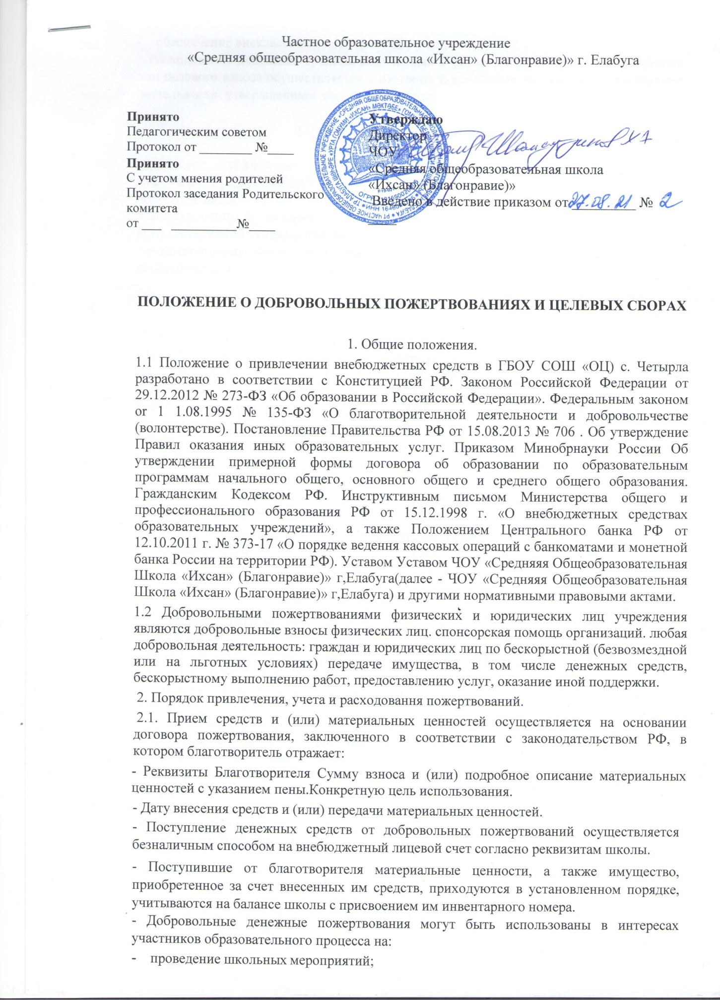 Частное образовательное учреждение
«Средняя общеобразовательная школа «Ихсан» (Благонравие)» г. Елабуга
Принято
Педагогическим советом
Протокол от ________ №____
Принято
С учетом мнения родителей
Протокол заседания Родительского
комитета
от ___ __________№____
Утверждаю
Директор
ЧОУ
«Средняя общеобразовательная школа
«Ихсан» (Благонравие)»
Введено в действие приказом от 27.08.21 № 2
____
ПОЛОЖЕНИЕ О ДОБРОВОЛЬНЫХ ПОЖЕРТВОВАНИЯХ И ЦЕЛЕВЫХ СБОРАХ
1. Общие положения.
1.1 Положение о привлечении внебюджетных средств в ГБОУ СОШ «ОЦ) с. Четырла
разработано в соответствии с Конституцией РФ. Законом Российской Федерации от
29.12.2012 № 273-ФЗ «Об образовании в Российской Федерации». Федеральным законом
or 1 1.08.1995 № 135-ФЗ «О благотворительной деятельности и добровольчестве
(волонтерстве). Постановление Правительства РФ от 15.08.2013 № 706 . Об утверждение
Правил оказания иных образовательных услуг. Приказом Минобрнауки России Об
утверждении примерной формы договора об образовании по образовательным
программам начального общего, основного общего и среднего общего образования.
Гражданским Кодексом РФ. Инструктивным письмом Министерства общего и
профессионального образования РФ от 15.12.1998 г. «О внебюджетных средствах
образовательных учреждений», а также Положением Центрального банка РФ от
12.10.2011 г. № 373-17 «О порядке ведення кассовых операций с банкоматами и монетной
банка России на территории РФ). Уставом Уставом ЧОУ «Средняяя Общеобразовательная
Школа «Ихсан» (Благонравие)» г,Елабуга(далее - ЧОУ «Средняяя Общеобразовательная
Школа «Ихсан» (Благонравие)» г,Елабуга) и другими нормативными правовыми актами.
1.2 Добровольными пожертвованиями физических и юридических лиц учреждения
являются добровольные взносы физических лиц. спонсорская помощь организаций. любая
добровольная деятельность: граждан и юридических лиц по бескорыстной (безвозмездной
или на льготных условиях) передаче имущества, в том числе денежных средств,
бескорыстному выполнению работ, предоставлению услуг, оказание иной поддержки.
2. Порядок привлечения, учета и расходовання пожертвований.
2.1. Прием средств и (или) материальных ценностей осуществляется на основании
договора пожертвования, заключенного в соответствии с законодательством РФ, в
котором благотворитель отражает:
- Реквизиты Благотворителя Сумму взноса и (или) подробное описание материальных
ценностей с указанием пены.Конкретную цель использования.
- Дату внесения средств и (или) передачи материальных ценностей.
- Поступление денежных средств от добровольных пожертвований осуществляется
безналичным способом на внебюджетный лицевой счет согласно реквизитам школы.
- Поступившие от благотворителя материальные ценности, а также имущество,
приобретенное за счет внесенных им средств, приходуются в установленном порядке,
учитываются на балансе школы с присвоением им инвентарного номера.
- Добровольные денежные пожертвования могут быть использованы в интересах
участников образовательного процесса на:
- проведение школьных мероприятий;